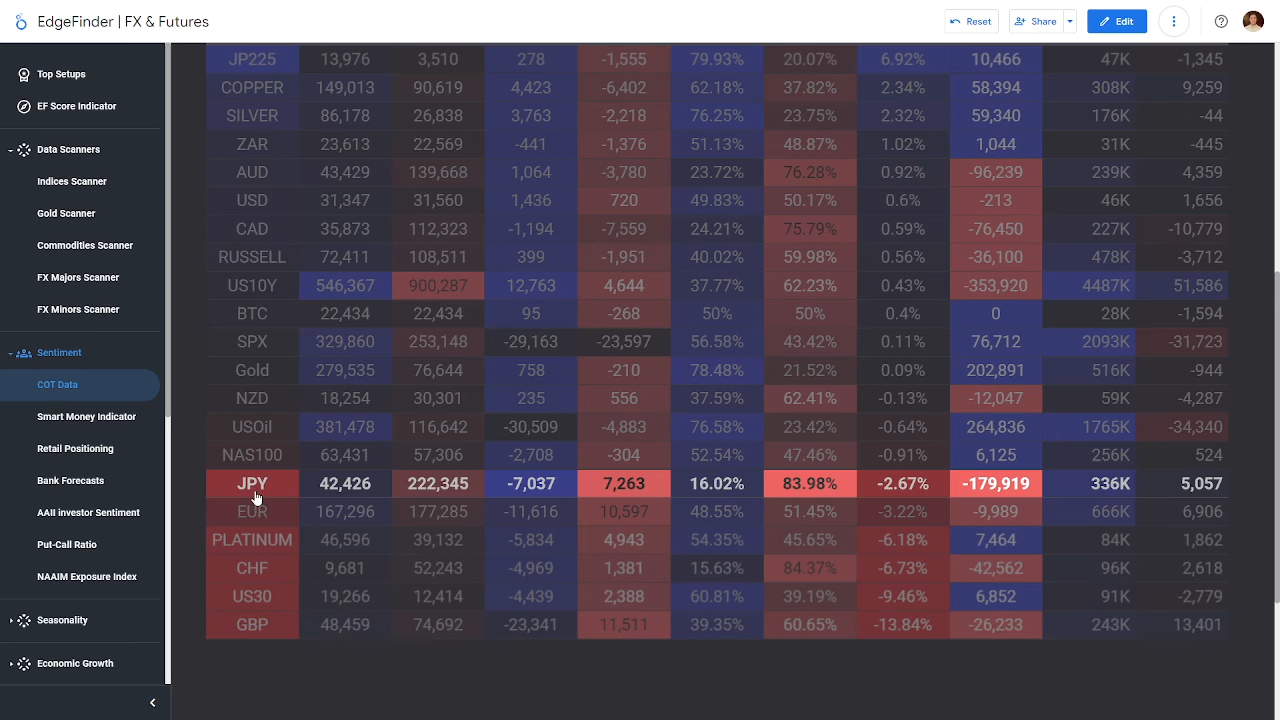 EdgeFinder | FX & Futures
Reset
Share
Edit
Top Setups
EF Score Indicator
Data Scanners
Indices Scanner
Gold Scanner
Commodities Scanner
FX Majors Scanner
FX Minors Scanner
Sentiment
COT Data
Smart Money Indicator
Retail Positioning
Bank Forecasts
AAII investor Sentiment
Put-Call Ratio
NAAIM Exposure Index
Seasonality
Economic Growth
JP225 13,976 3,510 278 -1,555 79.93% 20.07% 6.92% 10,466 47K -1,345
COPPER 149,013 90,619 4,423 -6,402 62.18% 37.82% 2.34% 58,394 308K 9,259
SILVER 86,178 26,838 3,763 -2,218 76.25% 23.75% 2.32% 59,340 176K -44
ZAR 23,613 22,569 -441 -1,376 51.13% 48.87% 1.02% 1,044 31K -445
AUD 43,429 139,668 1,064 -3,780 23.72% 76.28% 0.92% -96,239 239K 4,359
USD 31,347 31,560 1,436 720 49.83% 50.17% 0.6% -213 46K 1,656
CAD 35,873 112,323 -1,194 -7,559 24.21% 75.79% 0.59% -76,450 227K -10,779
RUSSELL 72,411 108,511 399 -1,951 40.02% 59.98% 0.56% -36,100 478K -3,712
US10Y 546,367 900,287 12,763 4,644 37.77% 62.23% 0.43% -353,920 4487K 51,586
BTC 22,434 22,434 95 -268 50% 50% 0.4% 0 28K -1,594
SPX 329,860 253,148 -29,163 -23,597 56.58% 43.42% 0.11% 76,712 2093K -31,723
Gold 279,535 76,644 758 -210 78.48% 21.52% 0.09% 202,891 516K -944
NZD 18,254 30,301 235 556 37.59% 62.41% -0.13% -12,047 59K -4,287
USOil 381,478 116,642 -30,509 -4,883 76.58% 23.42% -0.64% 264,836 1765K -34,340
NAS100 63,431 57,306 -2,708 -304 52.54% 47.46% -0.91% 6,125 256K 524
JPY 42,426 222,345 -7,037 7,263 16.02% 83.98% -2.67% -179,919 336K 5,057
EUR 167,296 177,285 -11,616 10,597 48.55% 51.45% -3.22% -9,989 666K 6,906
PLATINUM 46,596 39,132 -5,834 4,943 54.35% 45.65% -6.18% 7,464 84K 1,862
CHF 9,681 52,243 -4,969 1,381 15.63% 84.37% -6.73% -42,562 96K 2,618
US30 19,266 12,414 -4,439 2,388 60.81% 39.19% -9.46% 6,852 91K -2,779
GBP 48,459 74,692 -23,341 11,511 39.35% 60.65% -13.84% -26,233 243K 13,401